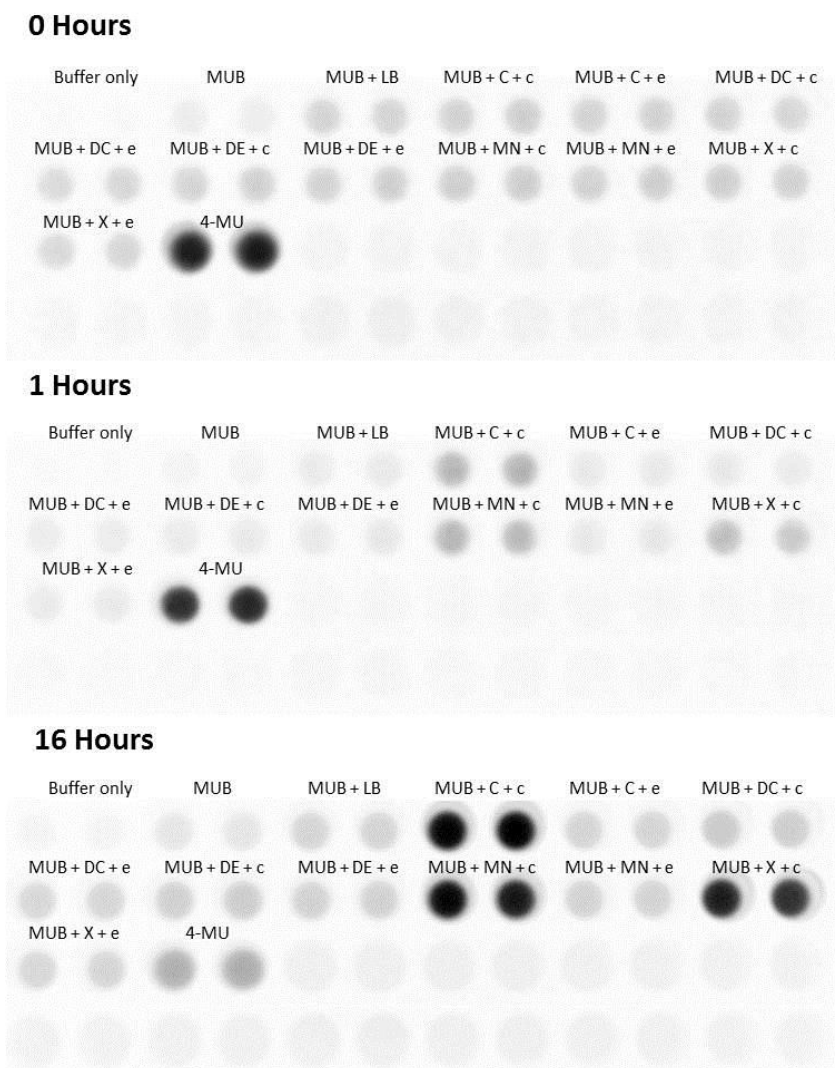 0 Hours
Buffer only MUB MUB + LB MUB + C + c MUB + C + e MUB + DC + c
MUB + DC + e MUB + DE + c MUB + DE + e MUB + MN + c MUB + MN + e MUB + X + c
MUB + X + e 4-MU
1 Hours
Buffer only MUB MUB + LB MUB + C + c MUB + C + e MUB + DC + c
MUB + DC + e MUB + DE + c MUB + DE + e MUB + MN + c MUB + MN + e MUB + X + c
MUB + X + e 4-MU
16 Hours
Buffer only MUB MUB + LB MUB + C + c MUB + C + e MUB + DC + c
MUB + DC + e MUB + DE + c MUB + DE + e MUB + MN + c MUB + MN + e MUB + X + c
MUB + X + e 4-MU